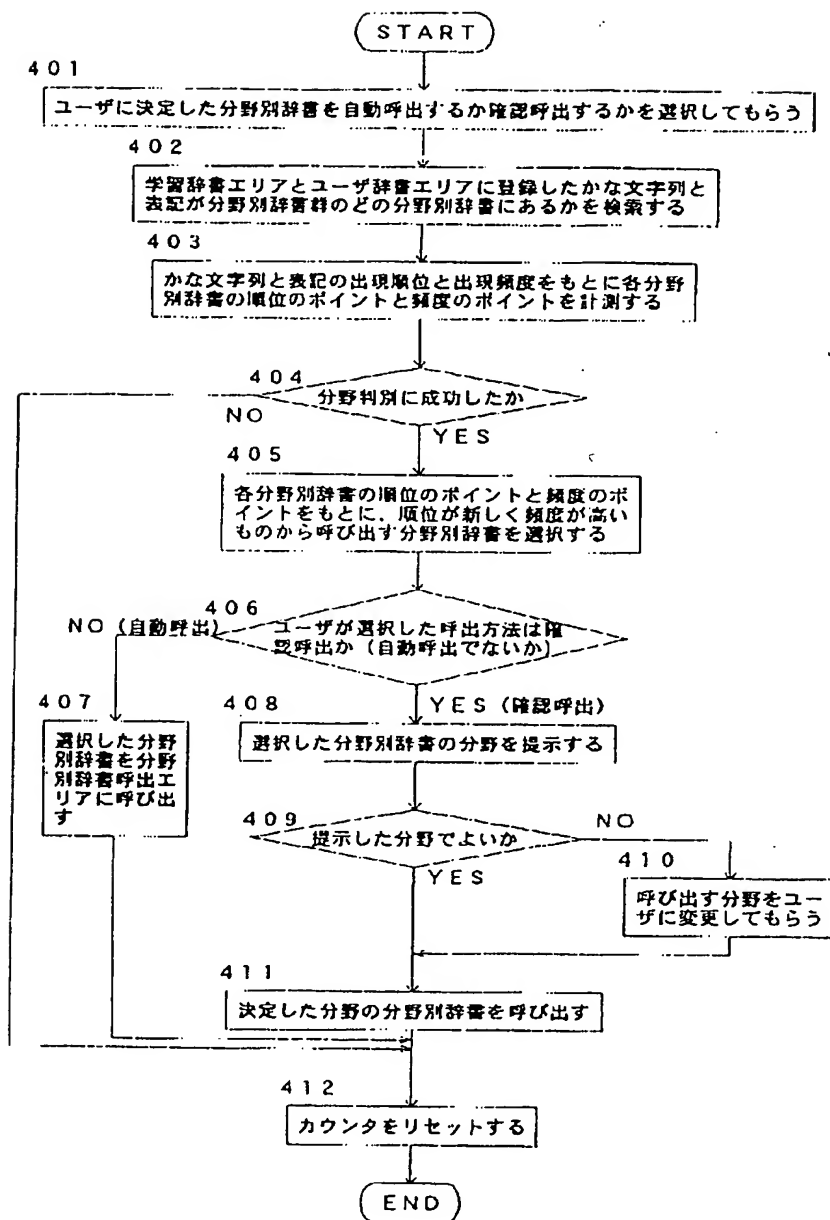 START
401
ユーザに決定した分野別辞書を自動呼出するか確認呼出するかを選択してもらう
402
学習辞書エリアとユーザ辞書エリアに登録したかな文字列と
表記が分野別辞書群のどの分野別辞書にあるかを検索する
403
かな文字列と表記の出現順位と出現頻度をもとに各分野
別辞書の順位のポイントと頻度のポイントを計測する
404
分野判別に成功したか
NO
YES
405
各分野別辞書の順位のポイントと頻度のポ
イントをもとに、順位が新しく頻度が高い
ものから呼び出す分野別辞書を選択する
406
NO(自動呼出)
ユーザが選択した呼出方法は確
認呼出か(自動呼出でないか)
YES(確認呼出)
407
選択した分野
別辞書を分野
別辞書呼出エ
リアに呼び出
す
408
選択した分野別辞書の分野を提示する
409
提示した分野でよいか
NO
YES
410
呼び出す分野をユー
ザに変更してもらう
411
決定した分野の分野別辞書を呼び出す
412
カウンタをリセットする
END